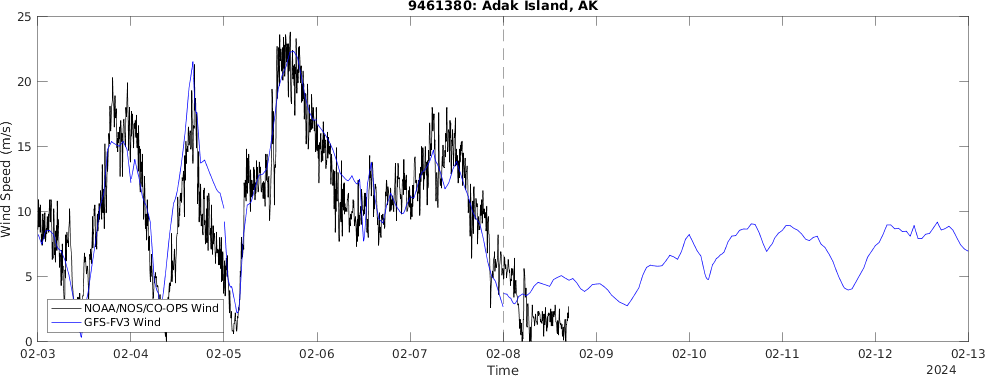 9461380: Adak Island, AK
25
20
15
10
5
0
Wind Speed (m/s)
NOAA/NOS/CO-OPS Wind
GFS-FV3 Wind
02-03 02-04 02-05 02-06 02-07 02-08 02-09 02-10 02-11 02-12 02-13
Time
2024